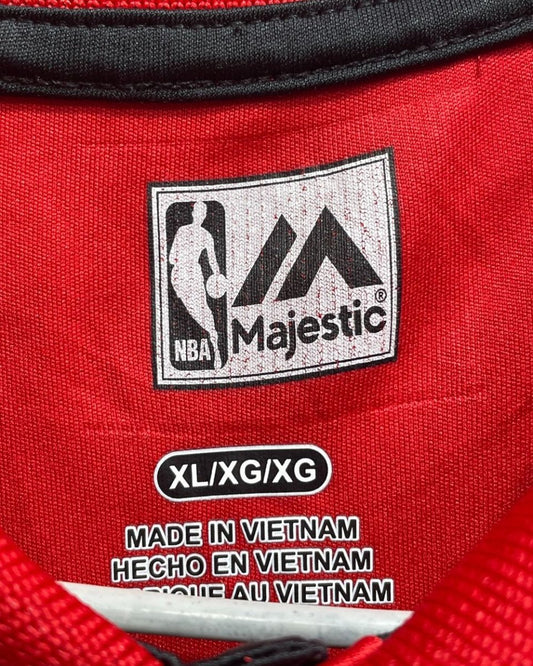 NBA
Majestic®
XL/XG/XG
MADE IN VIETNAM
HECHO EN VIETNAM
AU VIETNAM